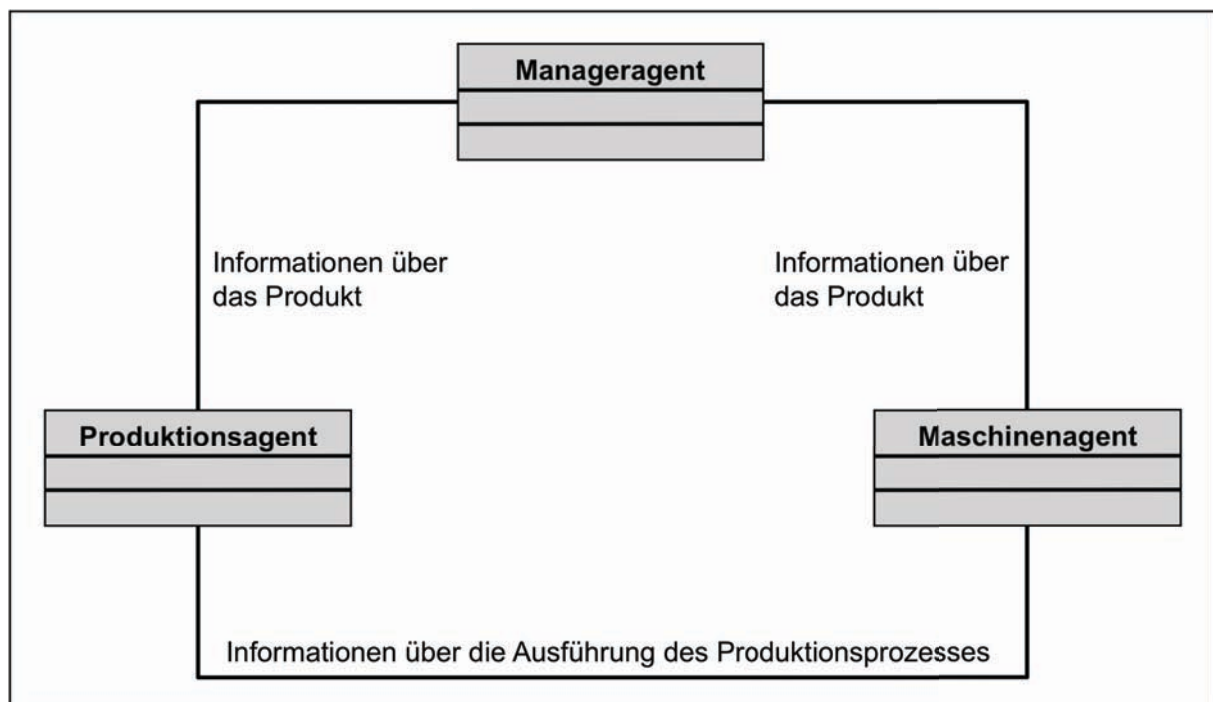 Manageragent
Informationen über
das Produkt
Informationen über
das Produkt
Produktionsagent
Maschinenagent
Informationen über die Ausführung des Produktionsprozesses